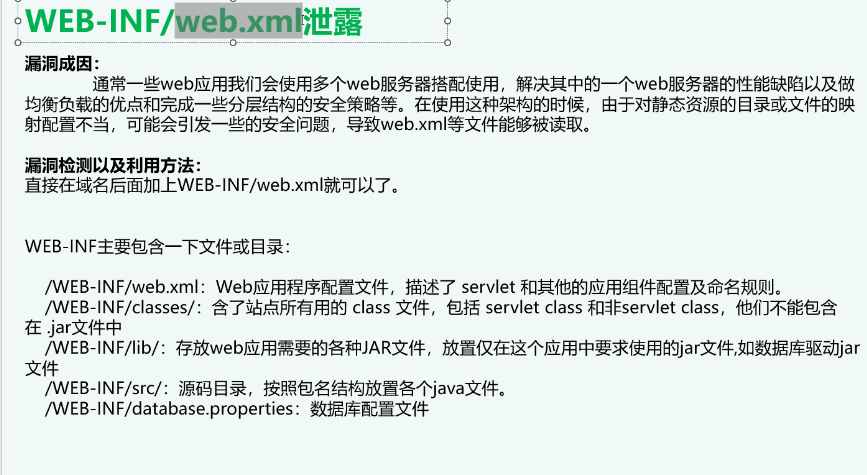 WEB-INF/web.xml泄露
漏洞成因：
通常一些web应用我们会使用多个web服务器搭配使用，解决其中的一个web服务器的性能缺陷以及做
均衡负载的优点和完成一些分层结构的安全策略等。在使用这种架构的时候，由于对静态资源的目录或文件的映
射配置不当，可能会引发一些的安全问题，导致web.xml等文件能够被读取。
漏洞检测以及利用方法：
直接在域名后面加上WEB-INF/web.xml就可以了。
WEB-INF主要包含一下文件或目录：
/WEB-INF/web.xml：Web应用程序配置文件，描述了 servlet 和其他的应用组件配置及命名规则。
/WEB-INF/classes/：含了站点所有用的 class 文件，包括 servlet class 和非servlet class，他们不能包含
在 .jar文件中
/WEB-INF/lib/：存放web应用需要的各种JAR文件，放置仅在这个应用中要求使用的jar文件,如数据库驱动jar
文件
/WEB-INF/src/：源码目录，按照包名结构放置各个java文件。
/WEB-INF/database.properties：数据库配置文件